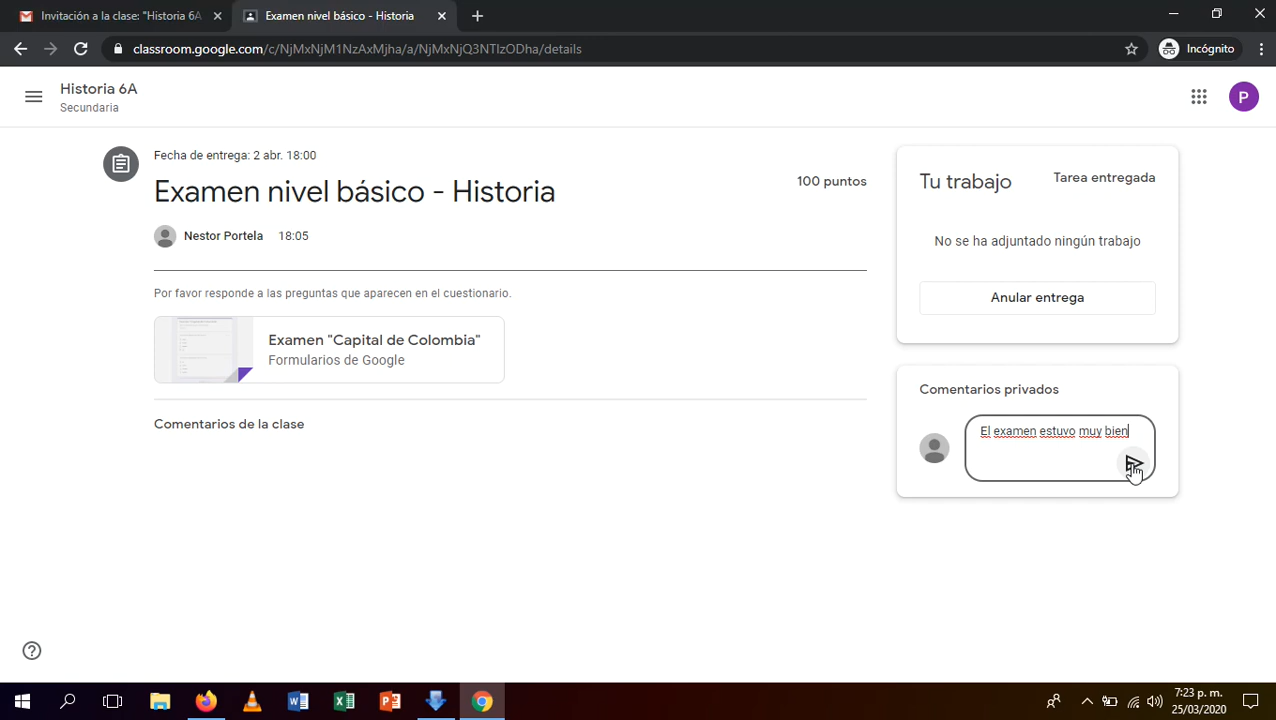 Invitación a la clase: "Historia 6A
Examen nivel básico - Historia
classroom.google.com/c/NjMxNjM1NzAxMjha/a/NjMxNjQ3NTIzODha/details
Incógnito
Historia 6A
Secundaria
P
Fecha de entrega: 2 abr. 18:00
Examen nivel básico - Historia
100 puntos
Nestor Portela 18:05
Por favor responde a las preguntas que aparecen en el cuestionario.
Examen "Capital de Colombia"
Formularios de Google
Comentarios de la clase
Tu trabajo
Tarea entregada
No se ha adjuntado ningún trabajo
Anular entrega
Comentarios privados
El examen estuvo muy bien
7:23 p. m.
25/03/2020